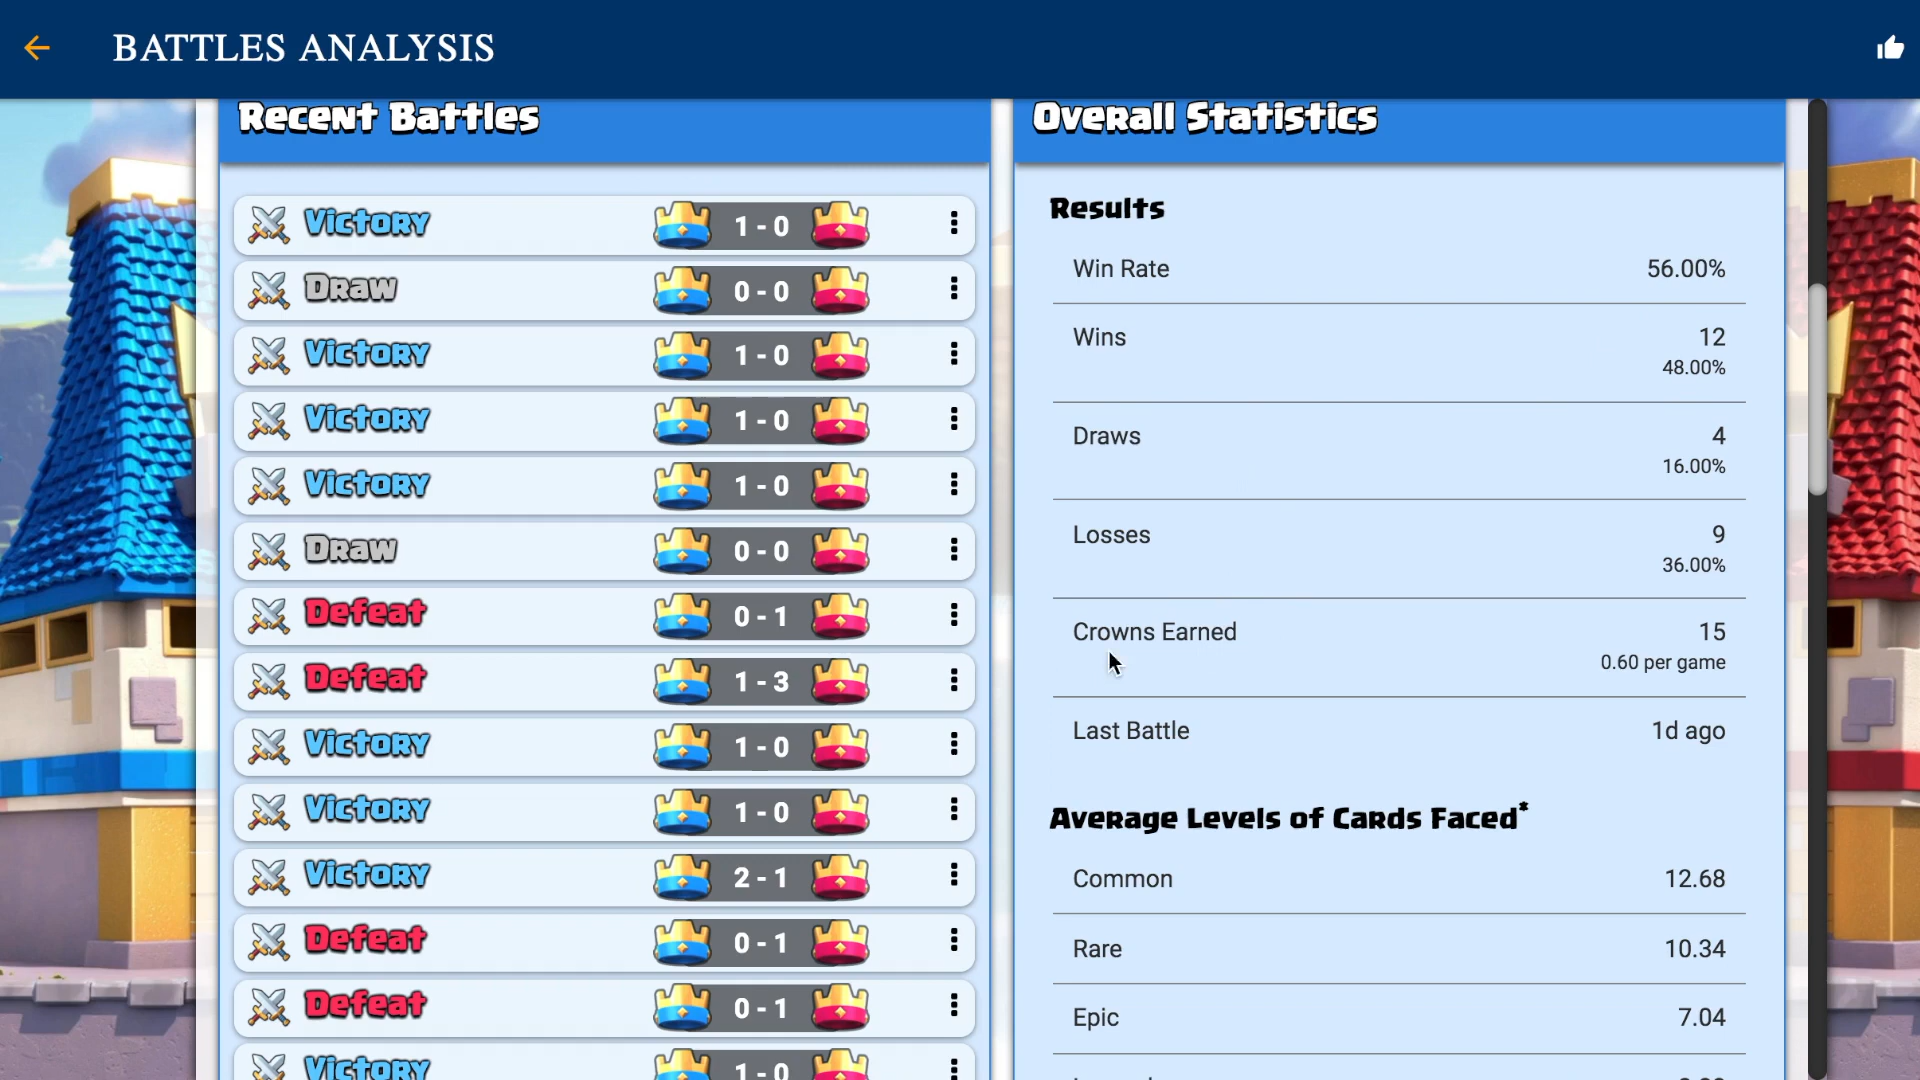 BATTLES ANALYSIS
Recent Battles
Victory 1 - 0
Draw 0 - 0
Victory 1 - 0
Victory 1 - 0
Victory 1 - 0
Draw 0 - 0
Defeat 0 - 1
Defeat 1 - 3
Victory 1 - 0
Victory 1 - 0
Victory 2 - 1
Defeat 0 - 1
Defeat 0 - 1
Victory 1 - 0
Overall Statistics
Results
Win Rate 56.00%
Wins 12
48.00%
Draws 4
16.00%
Losses 9
36.00%
Crowns Earned 15
0.60 per game
Last Battle 1d ago
Average Levels of Cards Faced*
Common 12.68
Rare 10.34
Epic 7.04